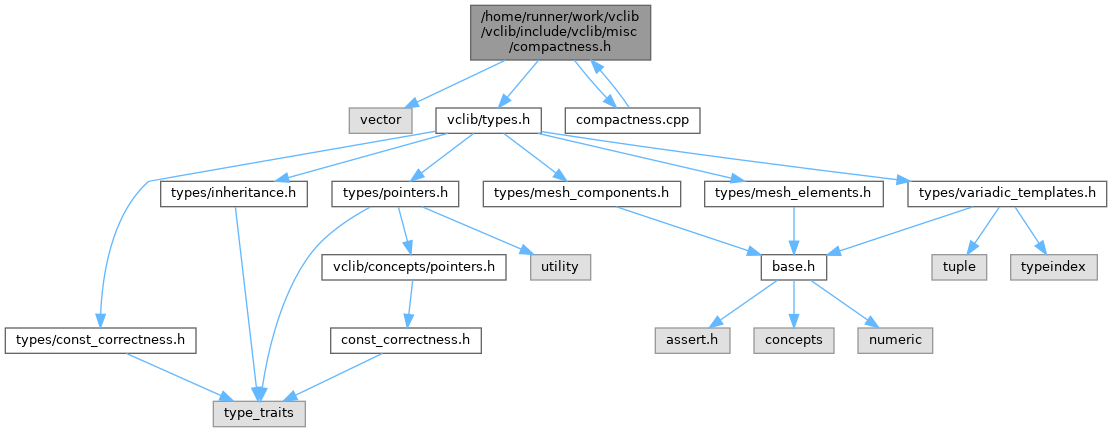 /home/runner/work/vclib
/vclib/include/vclib/misc
/compactness.h
vector
vclib/types.h
compactness.cpp
types/inheritance.h
types/pointers.h
types/mesh_components.h
types/mesh_elements.h
types/variadic_templates.h
vclib/concepts/pointers.h
utility
base.h
tuple
typeindex
types/const_correctness.h
const_correctness.h
assert.h
concepts
numeric
type_traits